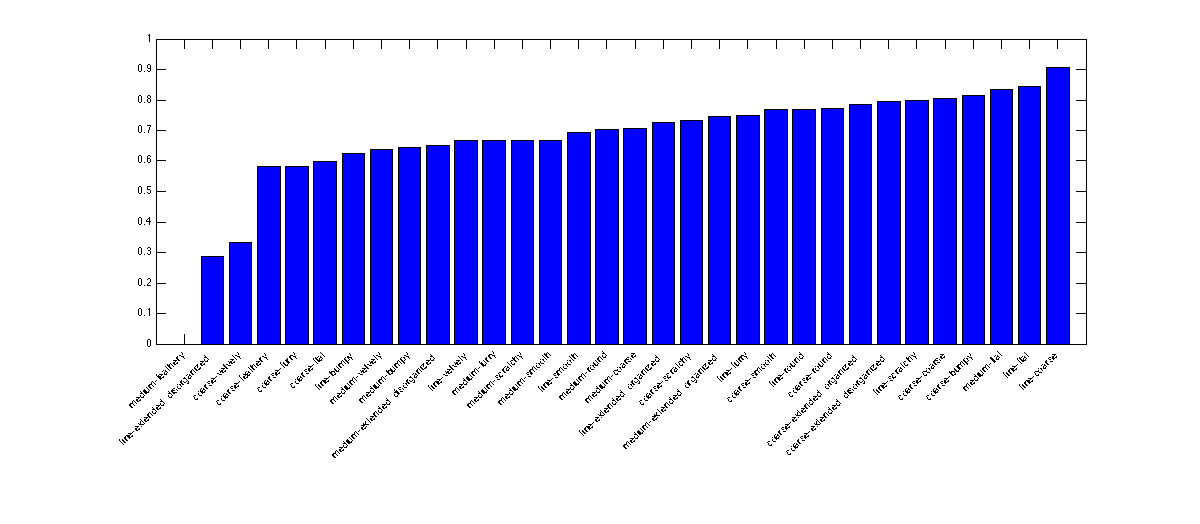 1
0.9
0.8
0.7
0.6
0.5
0.4
0.3
0.2
0.1
0
medium-leathery
fine-extended disorganized
coarse-velvety
coarse-leathery
coarse-furry
coarse-flat
fine-bumpy
medium-velvety
medium-bumpy
medium-extended disorganized
fine-velvety
medium-furry
medium-scratchy
medium-smooth
fine-smooth
medium-round
medium-coarse
fine-extended organized
coarse-scratchy
medium-extended organized
fine-furry
coarse-smooth
fine-round
coarse-round
coarse-extended organized
coarse-extended disorganized
fine-scratchy
coarse-coarse
coarse-bumpy
medium-flat
fine-flat
fine-coarse